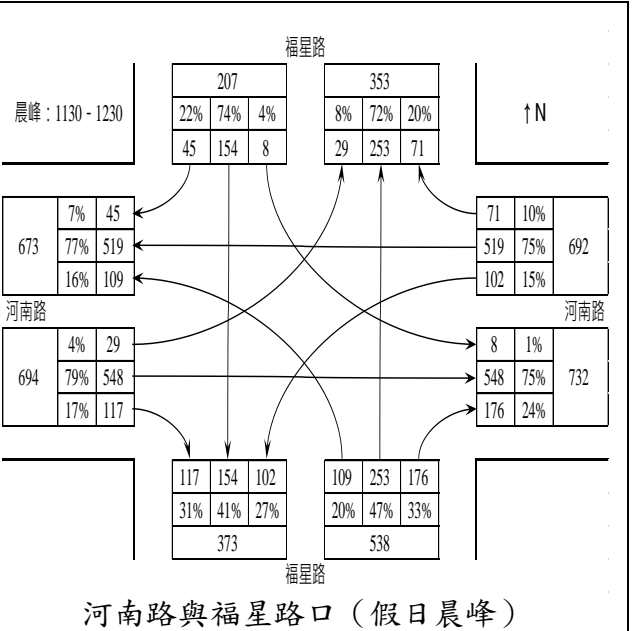 福星路
207 353
晨峰：1130 - 1230 22% 74% 4% 8% 72% 20% ↑N
45 154 8 29 253 71
7% 45 71 10%
673 77% 519 519 75% 692
16% 109 102 15%
河南路 河南路
4% 29 8 1%
694 79% 548 548 75% 732
17% 117 176 24%
117 154 102 109 253 176
31% 41% 27% 20% 47% 33%
373 538
福星路
河南路與福星路口（假日晨峰）